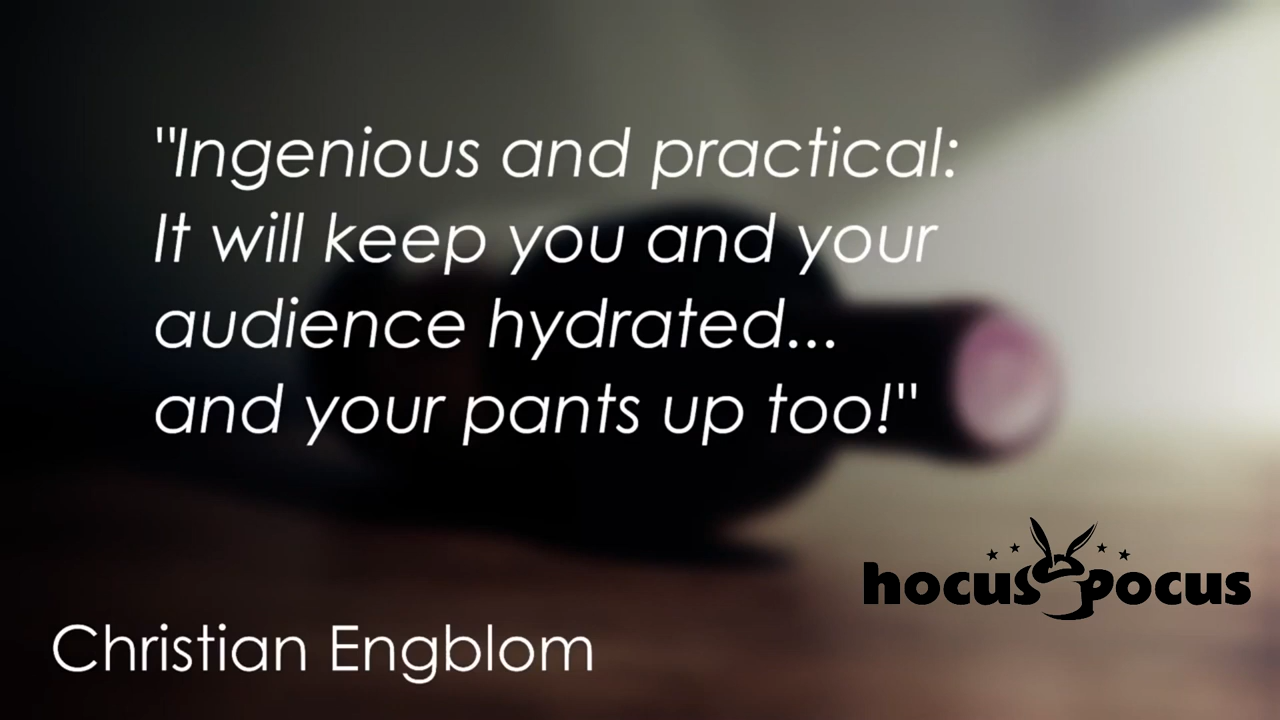 "Ingenious and practical:
It will keep you and your
audience hydrated...
and your pants up too!"
hocus pocus
Christian Engblom